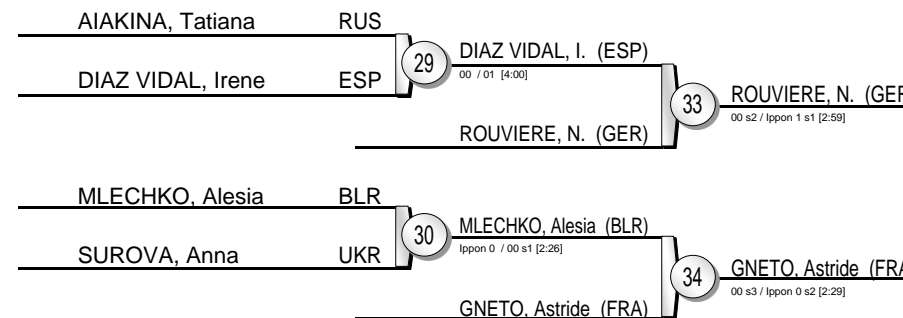 AIAKINA, Tatiana RUS
DIAZ VIDAL, Irene ESP
29
DIAZ VIDAL, I. (ESP)
00 / 01 [4:00]
ROUVIERE, N. (GER)
33
ROUVIERE, N. (GER
00 s2 / Ippon 1 s1 [2:59]
MLECHKO, Alesia BLR
SUROVA, Anna UKR
30
MLECHKO, Alesia (BLR)
Ippon 0 / 00 s1 [2:26]
GNETO, Astride (FRA)
34
GNETO, Astride (FRA
00 s3 / Ippon 0 s2 [2:29]